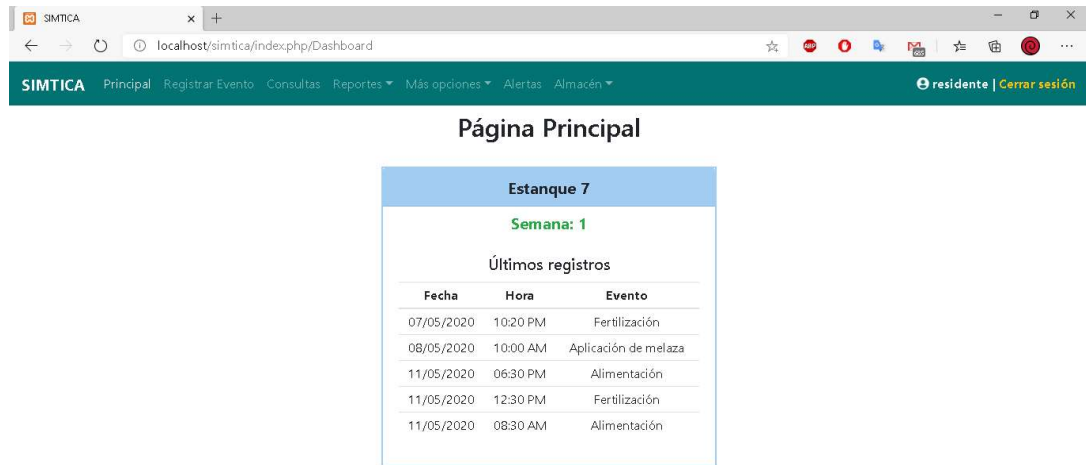 SIMTICA
localhost/simtica/index.php/Dashboard
ABP
SIMTICA Principal Registrar Evento Consultas Reportes Más opciones Alertas Almacén residente | Cerrar sesión
Página Principal
Estanque 7
Semana: 1
Últimos registros
Fecha Hora Evento
07/05/2020 10:20 PM Fertilización
08/05/2020 10:00 AM Aplicación de melaza
11/05/2020 06:30 PM Alimentación
11/05/2020 12:30 PM Fertilización
11/05/2020 08:30 AM Alimentación